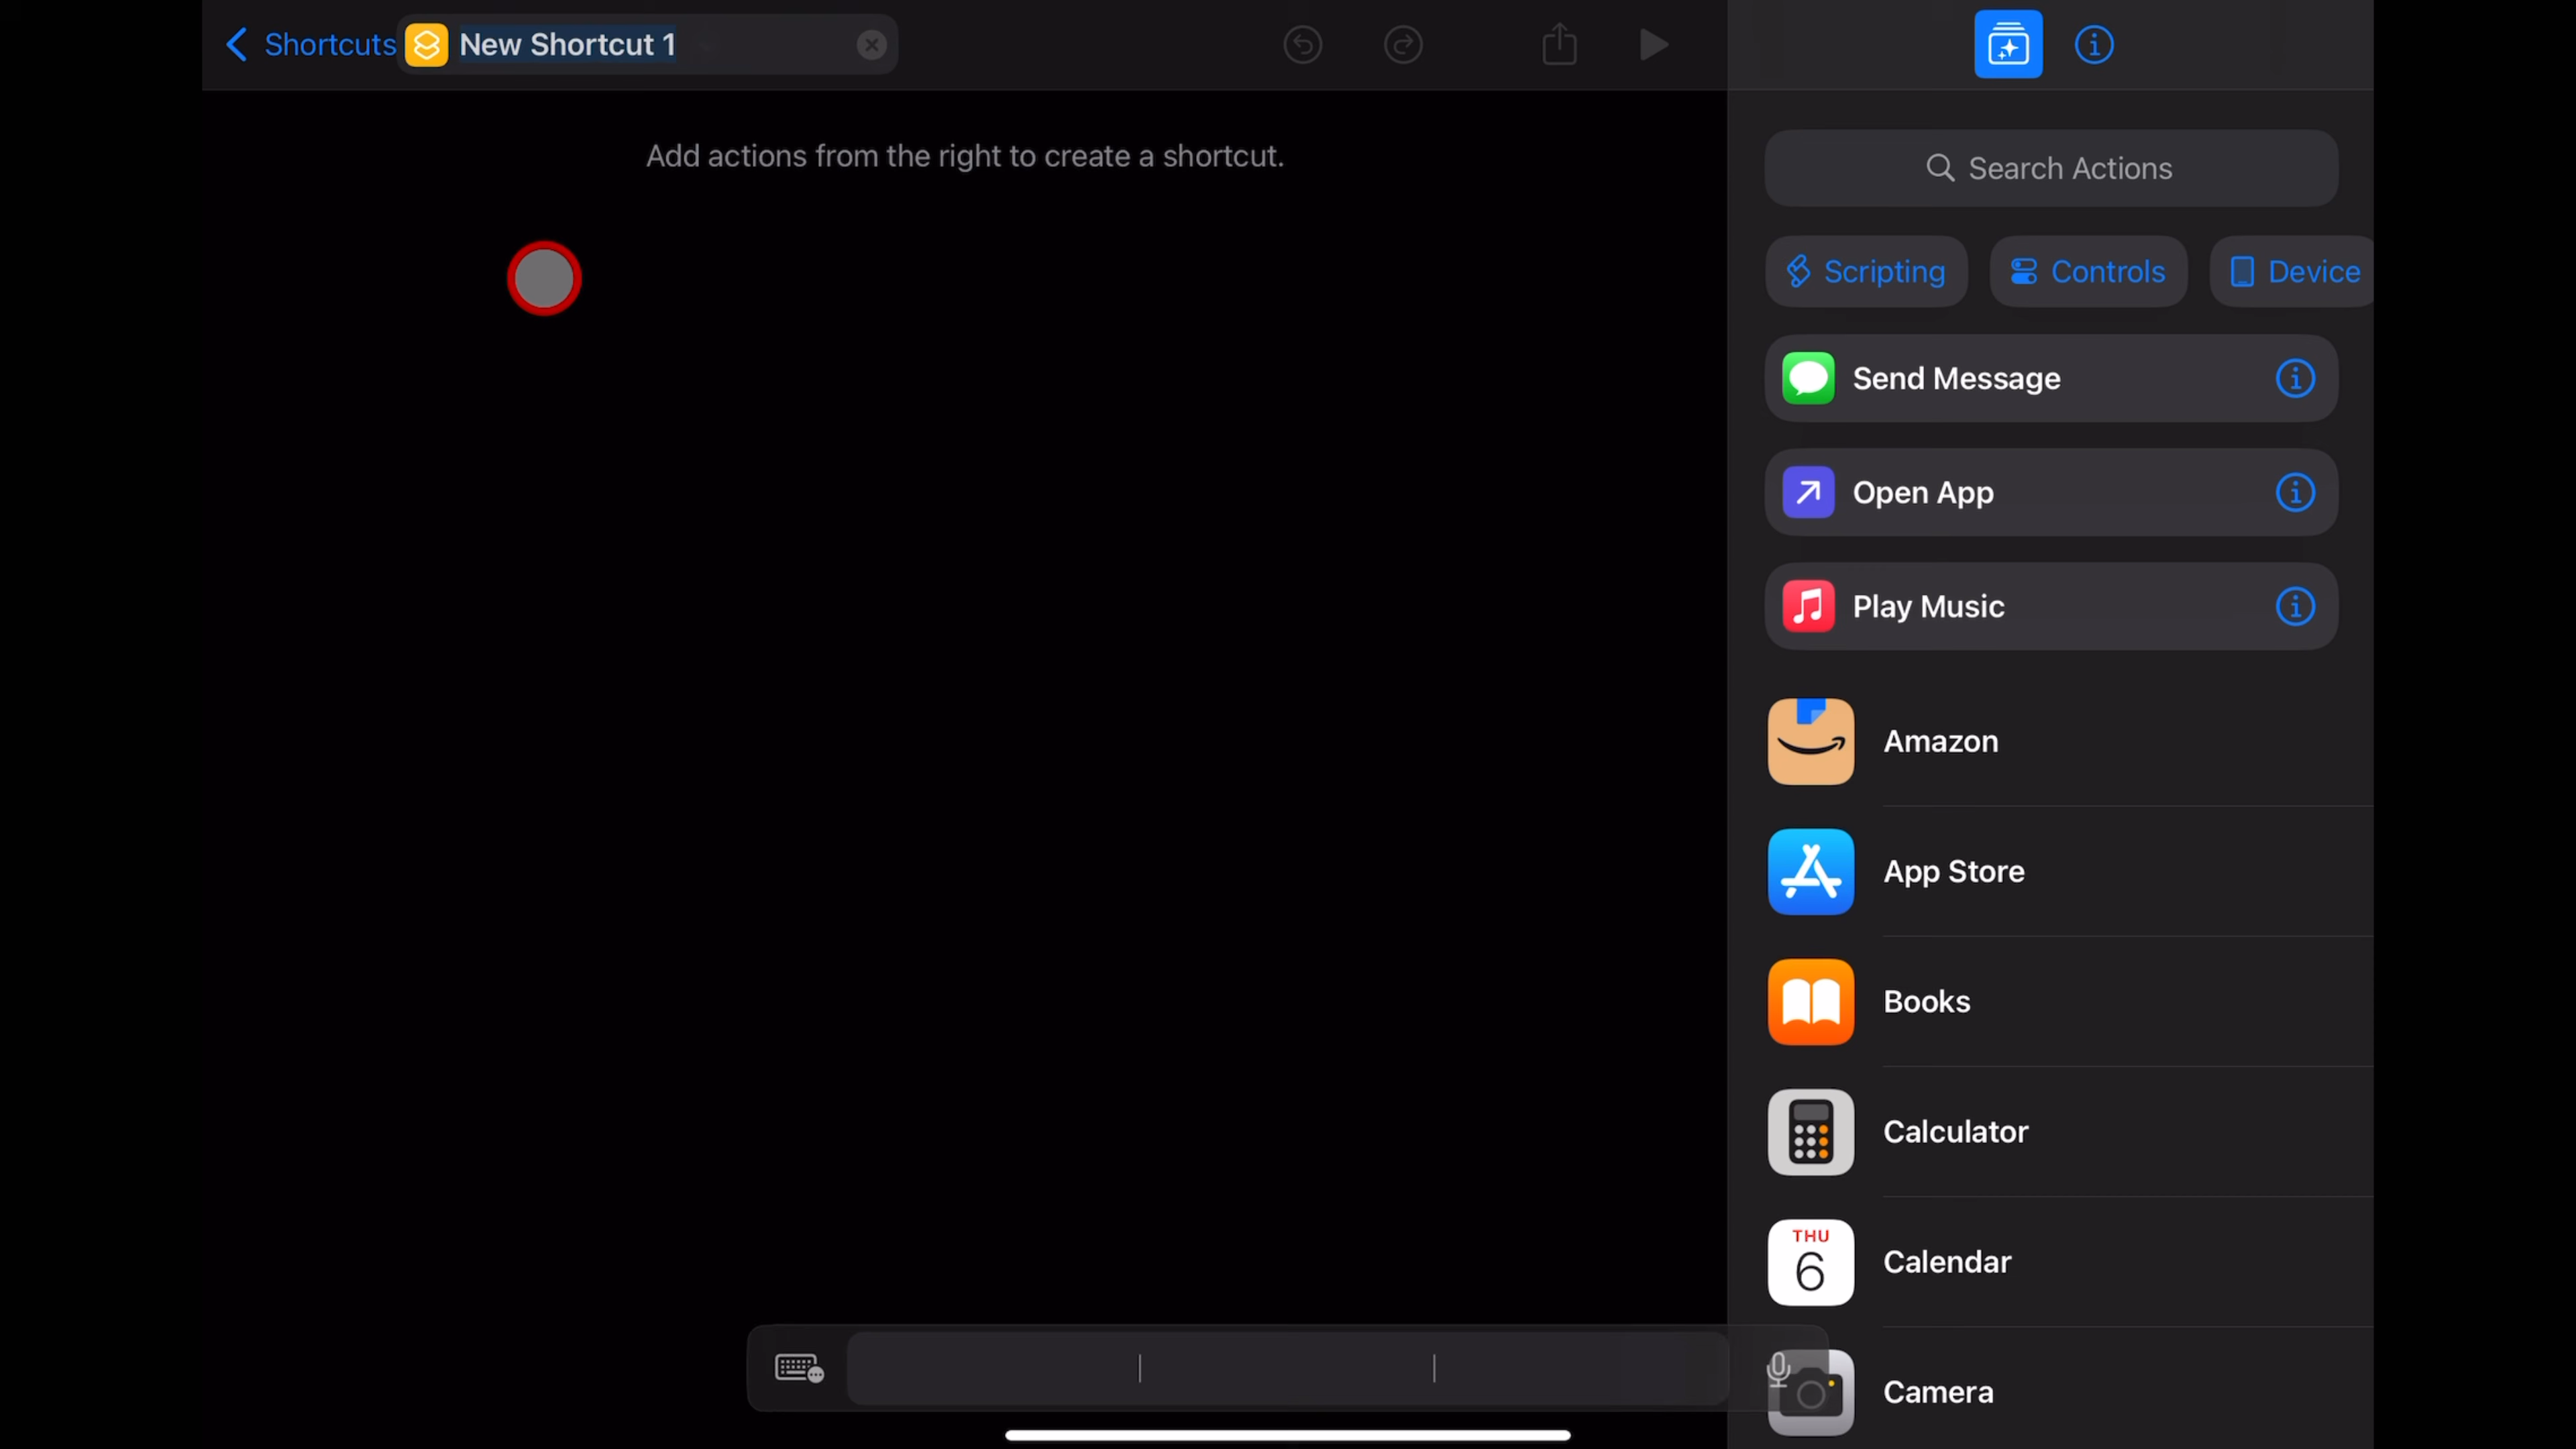 Shortcuts New Shortcut 1
Add actions from the right to create a shortcut.
Search Actions
Scripting Controls Device
Send Message
Open App
Play Music
Amazon
App Store
Books
Calculator
THU
6
Calendar
Camera